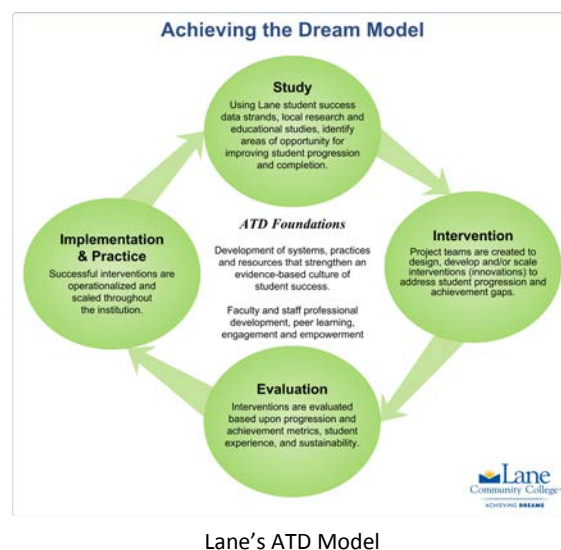 Achieving the Dream Model
Study
Using Lane student success
data strands, local research and
educational studies, identify
areas of opportunity for
improving student progression
and completion.
ATD Foundations
Development of systems, practices
and resources that strengthen an
evidence-based culture of
student success.
Faculty and staff professional
development, peer learning,
engagement and empowerment
Intervention
Project teams are created to
design, develop and/or scale
interventions (innovations) to
address student progression and
achievement gaps.
Evaluation
Interventions are evaluated
based upon progression and
achievement metrics, student
experience, and sustainability.
Implementation
& Practice
Successful interventions are
operationalized and
scaled throughout
the institution.
Lane
Community College
ACHIEVING DREAMS
Lane's ATD Model